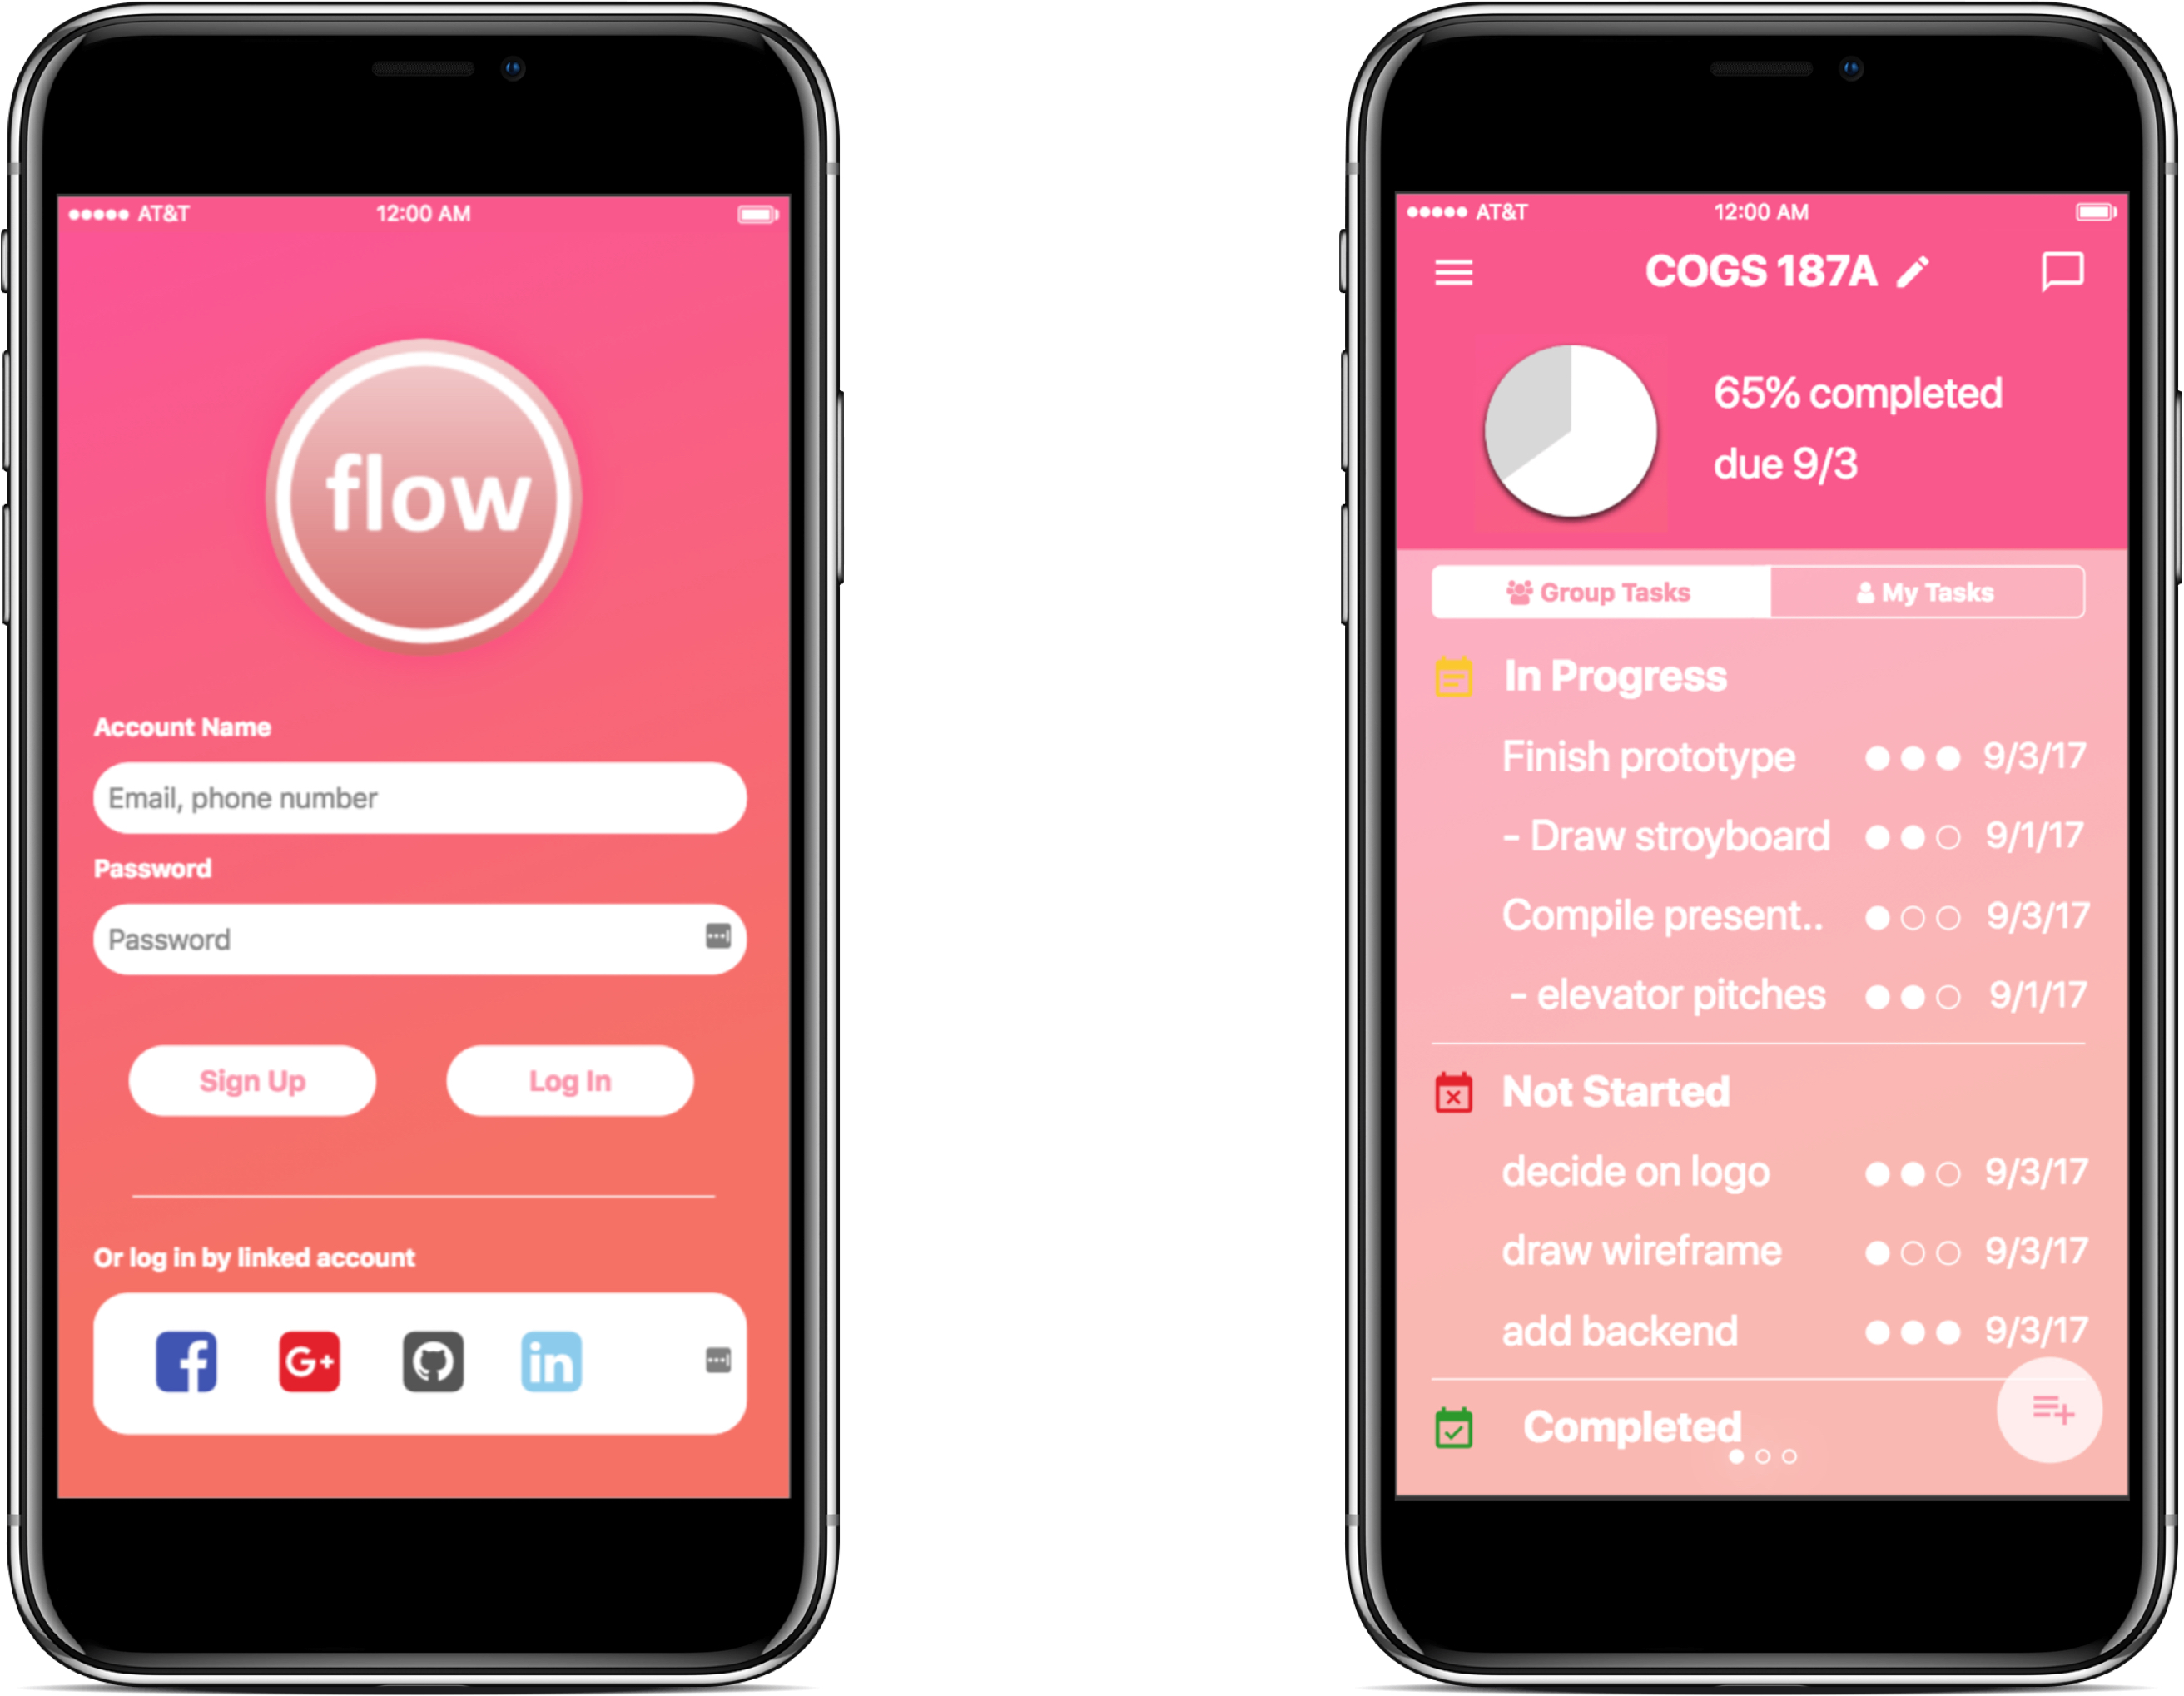 AT&T 12:00 AM
flow
Account Name
Email, phone number
Password
Password
Sign Up Log In
Or log in by linked account
f G+ in
AT&T 12:00 AM
COGS 187A
65% completed
due 9/3
Group Tasks My Tasks
In Progress
Finish prototype 9/3/17
- Draw stroyboard 9/1/17
Compile present.. 9/3/17
- elevator pitches 9/1/17
Not Started
decide on logo 9/3/17
draw wireframe 9/3/17
add backend 9/3/17
Completed